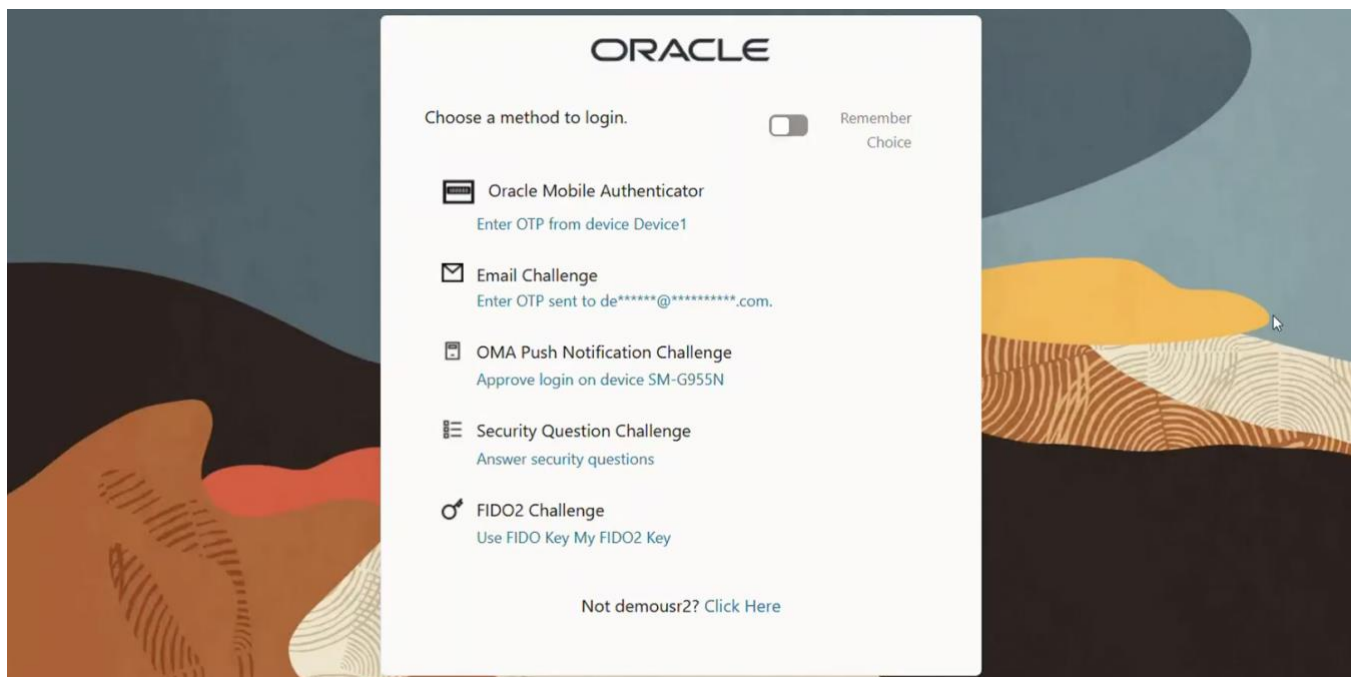 ORACLE
Choose a method to login.
Remember
Choice
Oracle Mobile Authenticator
Enter OTP from device Device1
Email Challenge
Enter OTP sent to de******@**********.com.
OMA Push Notification Challenge
Approve login on device SM-G955N
Security Question Challenge
Answer security questions
FIDO2 Challenge
Use FIDO Key My FIDO2 Key
Not demousr2? Click Here